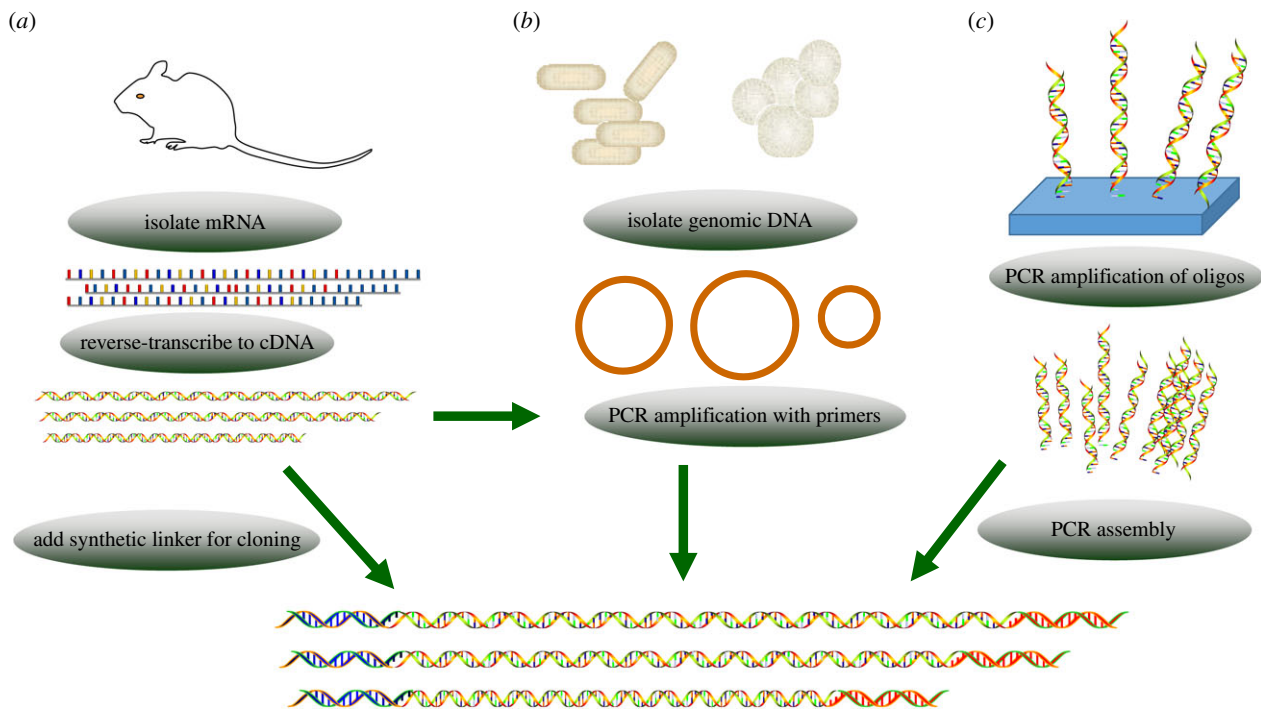 (a)
isolate mRNA
reverse-transcribe to cDNA
add synthetic linker for cloning
(b)
isolate genomic DNA
PCR amplification with primers
(c)
PCR amplification of oligos
PCR assembly